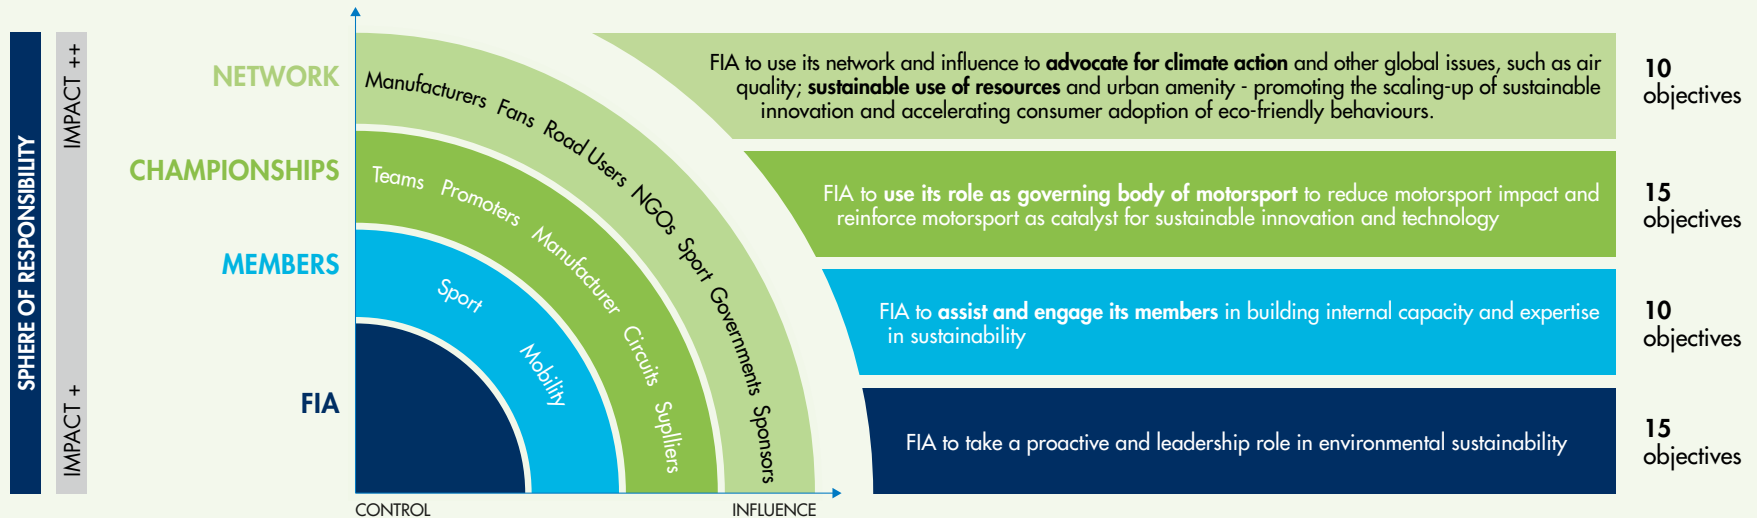 SPHERE OF RESPONSIBILITY
IMPACT ++
IMPACT +
NETWORK
CHAMPIONSHIPS
MEMBERS
FIA
Manufacturers Fans Road Users NGOs Sport Governments Sponsors
Teams Promoters Manufacturer Circuits Supplliers
Sport Mobility
CONTROL
INFLUENCE
FIA to use its network and influence to advocate for climate action and other global issues, such as air
quality; sustainable use of resources and urban amenity - promoting the scaling-up of sustainable
innovation and accelerating consumer adoption of eco-friendly behaviours.
10
objectives
FIA to use its role as governing body of motorsport to reduce motorsport impact and
reinforce motorsport as catalyst for sustainable innovation and technology
15
objectives
FIA to assist and engage its members in building internal capacity and expertise
in sustainability
10
objectives
FIA to take a proactive and leadership role in environmental sustainability
15
objectives